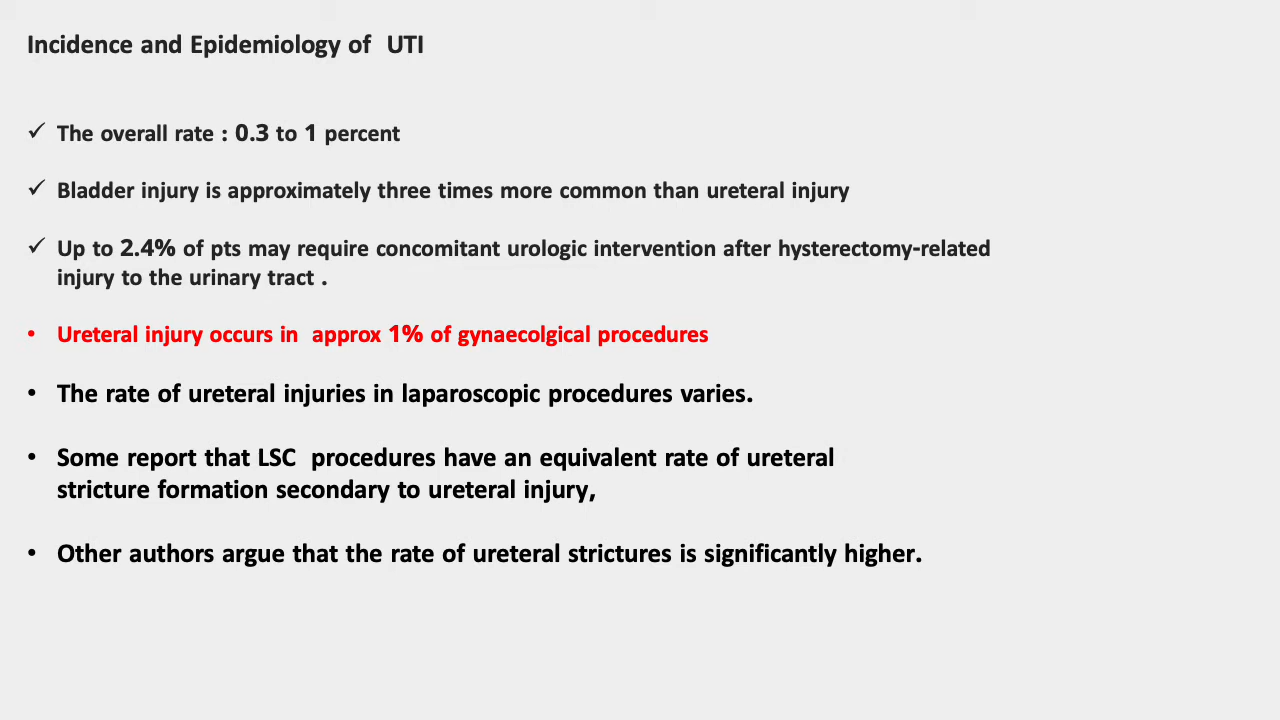 Incidence and Epidemiology of UTI
✓ The overall rate : 0.3 to 1 percent
✓ Bladder injury is approximately three times more common than ureteral injury
✓ Up to 2.4% of pts may require concomitant urologic intervention after hysterectomy-related
injury to the urinary tract .
• Ureteral injury occurs in approx 1% of gynaecolgical procedures
• The rate of ureteral injuries in laparoscopic procedures varies.
• Some report that LSC procedures have an equivalent rate of ureteral
stricture formation secondary to ureteral injury,
• Other authors argue that the rate of ureteral strictures is significantly higher.